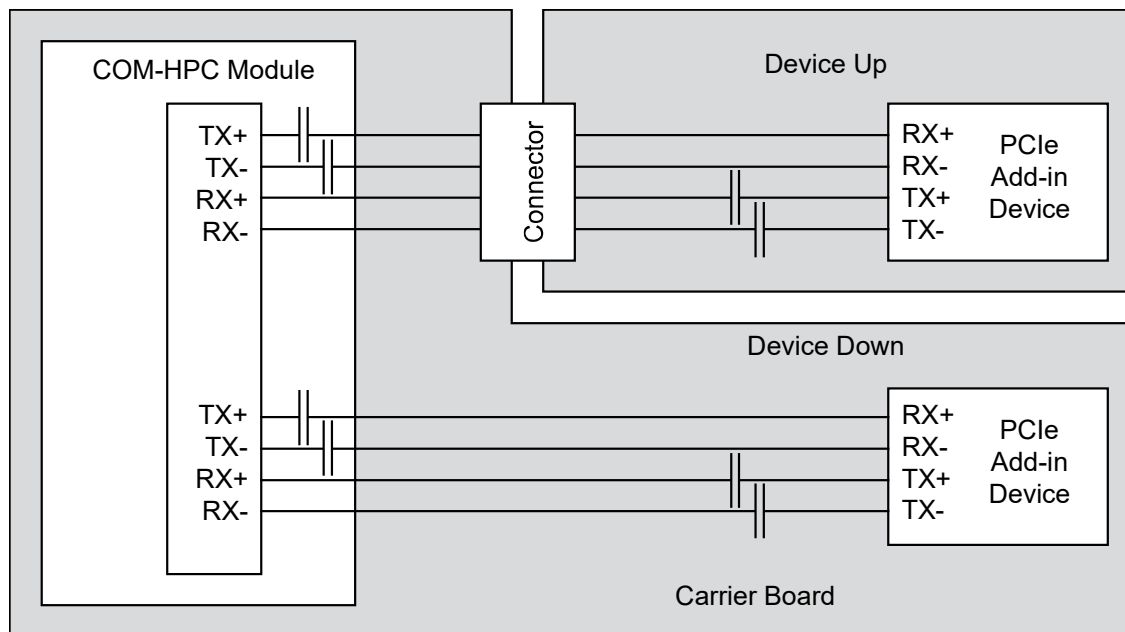 COM-HPC Module
TX+
TX-
RX+
RX-
Connector
Device Up
RX+
RX-
TX+
TX-
PCIe
Add-in
Device
Device Down
TX+
TX-
RX+
RX-
RX+
RX-
TX+
TX-
PCIe
Add-in
Device
Carrier Board